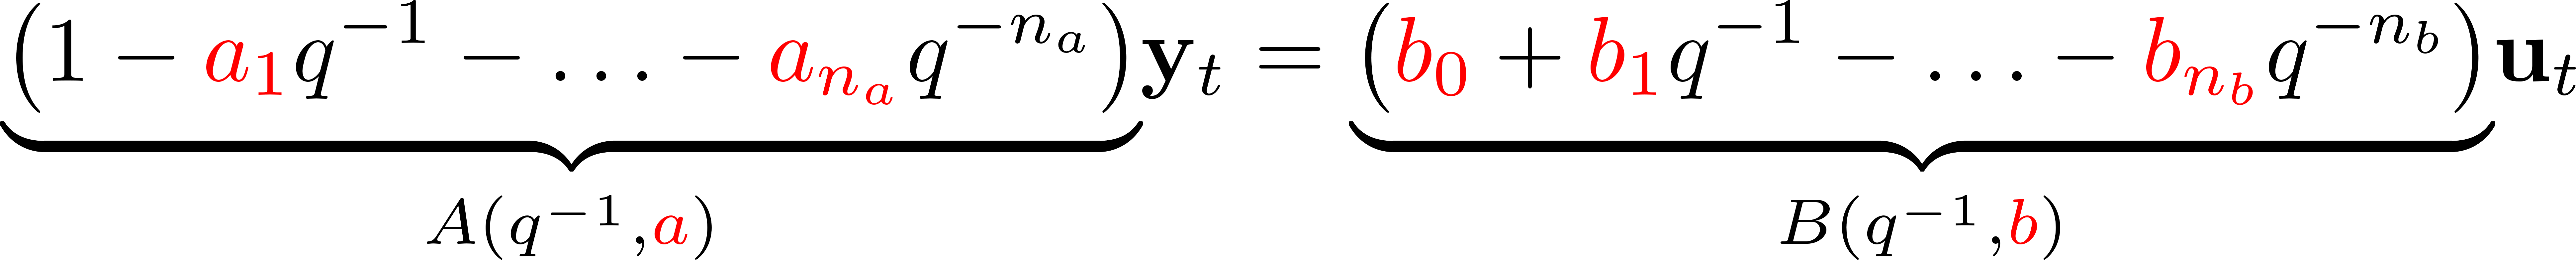 (1 − a₁q⁻¹ − … − a_{n_a}q^{−n_a})y_t = (b₀ + b₁q⁻¹ − … − b_{n_b}q^{−n_b})u_t
A(q⁻¹,a) B(q⁻¹,b)